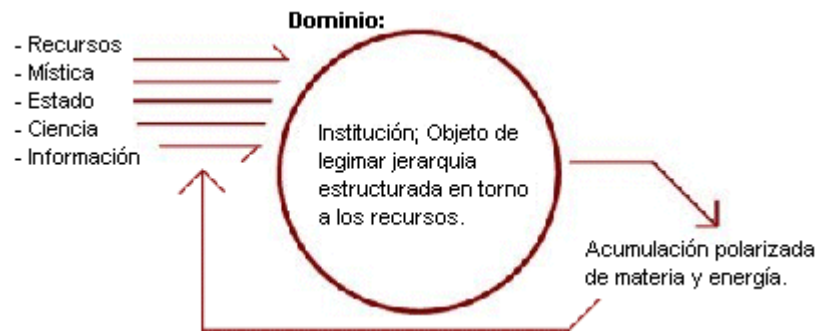 Dominio:
- Recursos
- Mística
- Estado
- Ciencia
- Información
Institución; Objeto de
legimar jerarquia
estructurada en torno
a los recursos.
Acumulación polarizada
de materia y energía.